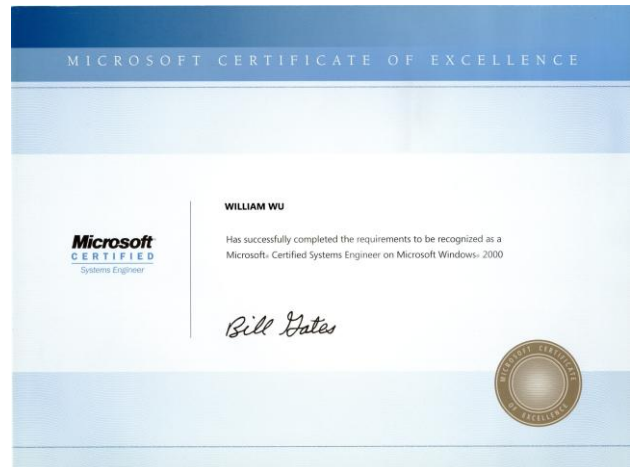 MICROSOFT CERTIFICATE OF EXCELLENCE
WILLIAM WU
Has successfully completed the requirements to be recognized as a
Microsoft® Certified Systems Engineer on Microsoft Windows® 2000
Microsoft
CERTIFIED
Systems Engineer
Bill Gates
MICROSOFT CERTIFICATE
OF EXCELLENCE